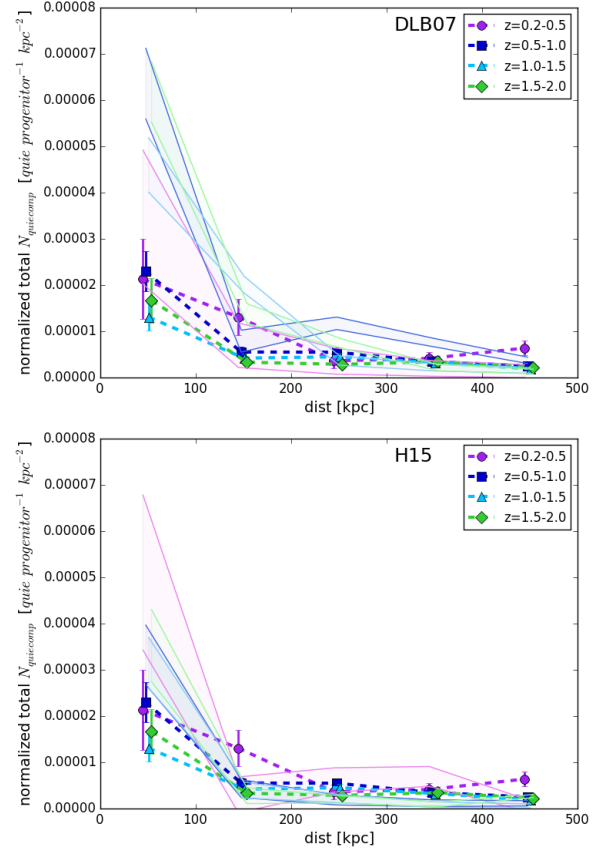 DLB07
z=0.2-0.5
z=0.5-1.0
z=1.0-1.5
z=1.5-2.0
normalized total N_quiecomp [quie progenitor^-1 kpc^-2]
0.00008
0.00007
0.00006
0.00005
0.00004
0.00003
0.00002
0.00001
0.00000
0 100 200 300 400 500
dist [kpc]
H15
z=0.2-0.5
z=0.5-1.0
z=1.0-1.5
z=1.5-2.0
normalized total N_quiecomp [quie progenitor^-1 kpc^-2]
0.00008
0.00007
0.00006
0.00005
0.00004
0.00003
0.00002
0.00001
0.00000
0 100 200 300 400 500
dist [kpc]